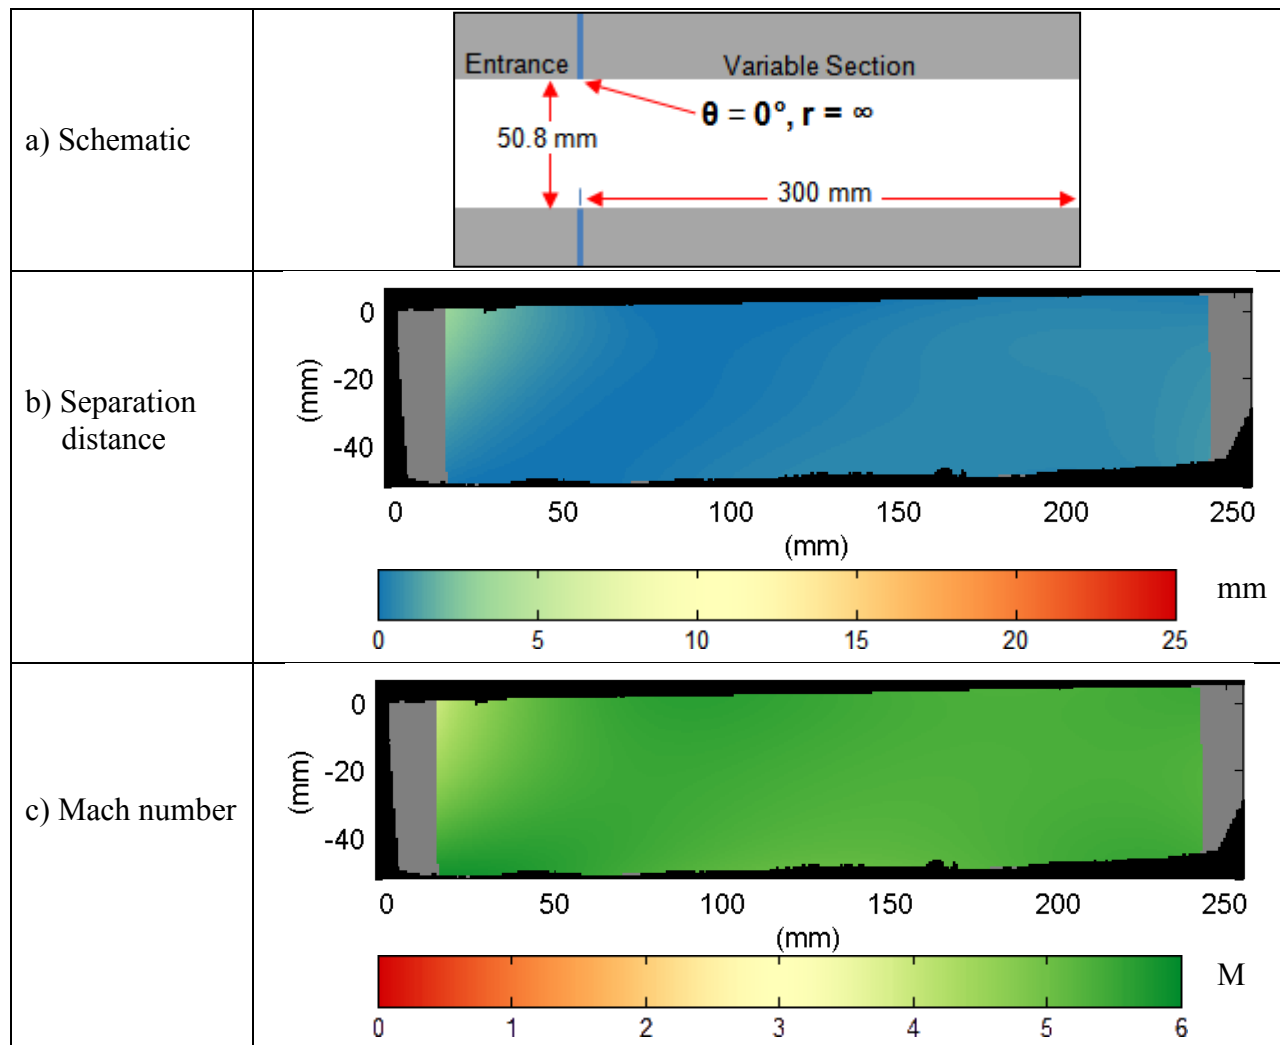 a) Schematic
Entrance
Variable Section
θ = 0°, r = ∞
50.8 mm
300 mm
b) Separation
distance
0
-20
-40
(mm)
0 50 100 150 200 250
(mm)
mm
0 5 10 15 20 25
c) Mach number
0
-20
-40
(mm)
0 50 100 150 200 250
(mm)
M
0 1 2 3 4 5 6